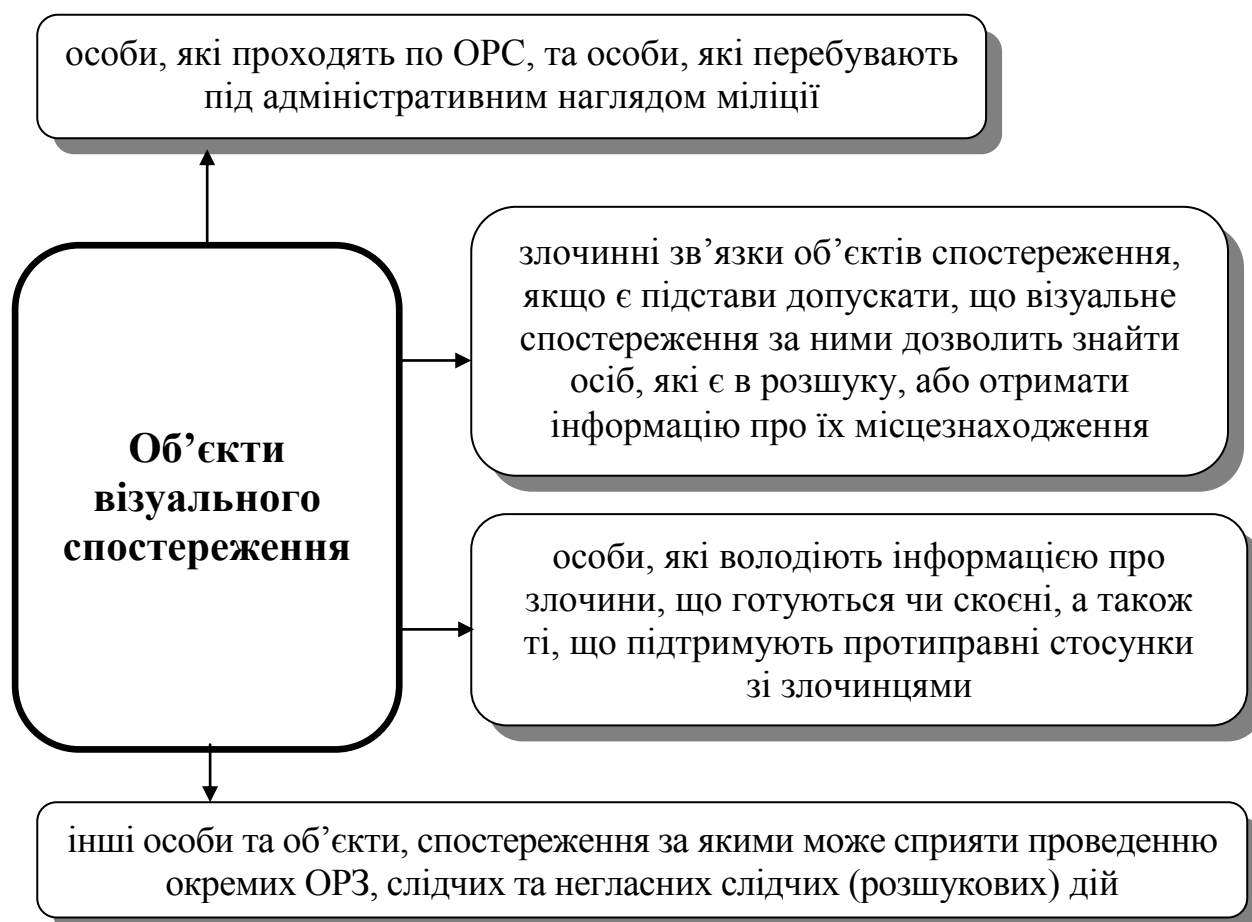 особи, які проходять по ОРС, та особи, які перебувають
під адміністративним наглядом міліції
злочинні зв’язки об’єктів спостереження,
якщо є підстави допускати, що візуальне
спостереження за ними дозволить знайти
осіб, які є в розшуку, або отримати
інформацію про їх місцезнаходження
Об’єкти
візуального
спостереження
особи, які володіють інформацією про
злочини, що готуються чи скоєні, а також
ті, що підтримують протиправні стосунки
зі злочинцями
інші особи та об’єкти, спостереження за якими може сприяти проведенню
окремих ОРЗ, слідчих та негласних слідчих (розшукових) дій